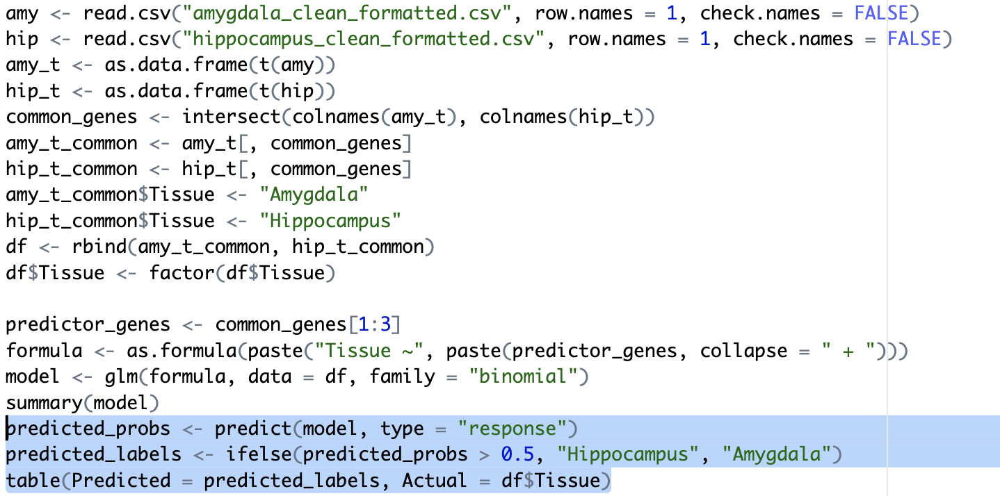 amy <- read.csv("amygdala_clean_formatted.csv", row.names = 1, check.names = FALSE)
hip <- read.csv("hippocampus_clean_formatted.csv", row.names = 1, check.names = FALSE)
amy_t <- as.data.frame(t(amy))
hip_t <- as.data.frame(t(hip))
common_genes <- intersect(colnames(amy_t), colnames(hip_t))
amy_t_common <- amy_t[, common_genes]
hip_t_common <- hip_t[, common_genes]
amy_t_common$Tissue <- "Amygdala"
hip_t_common$Tissue <- "Hippocampus"
df <- rbind(amy_t_common, hip_t_common)
df$Tissue <- factor(df$Tissue)

predictor_genes <- common_genes[1:3]
formula <- as.formula(paste("Tissue ~", paste(predictor_genes, collapse = " + ")))
model <- glm(formula, data = df, family = "binomial")
summary(model)
predicted_probs <- predict(model, type = "response")
predicted_labels <- ifelse(predicted_probs > 0.5, "Hippocampus", "Amygdala")
table(Predicted = predicted_labels, Actual = df$Tissue)